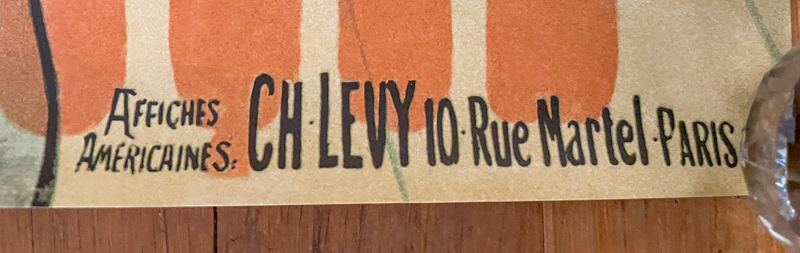 AFFICHES
AMÉRICAINES: CH·LEVY 10·Rue Martel·PARIS